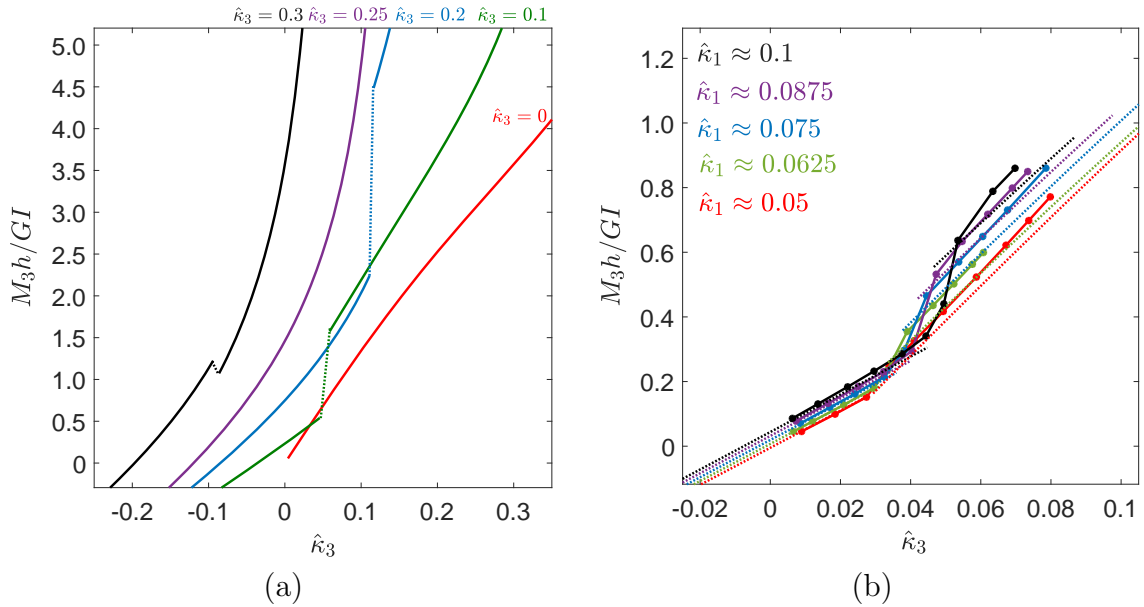 κ̂₃ = 0.3 κ̂₃ = 0.25 κ̂₃ = 0.2 κ̂₃ = 0.1
5.0
4.5
4.0
3.5
3.0
2.5
2.0
1.5
1.0
0.5
0
κ̂₃ = 0
M₃h/GI
-0.2 -0.1 0 0.1 0.2 0.3
κ̂₃
(a)
1.2
1.0
0.8
0.6
0.4
0.2
0
κ̂₁ ≈ 0.1
κ̂₁ ≈ 0.0875
κ̂₁ ≈ 0.075
κ̂₁ ≈ 0.0625
κ̂₁ ≈ 0.05
M₃h/GI
-0.02 0 0.02 0.04 0.06 0.08 0.1
κ̂₃
(b)